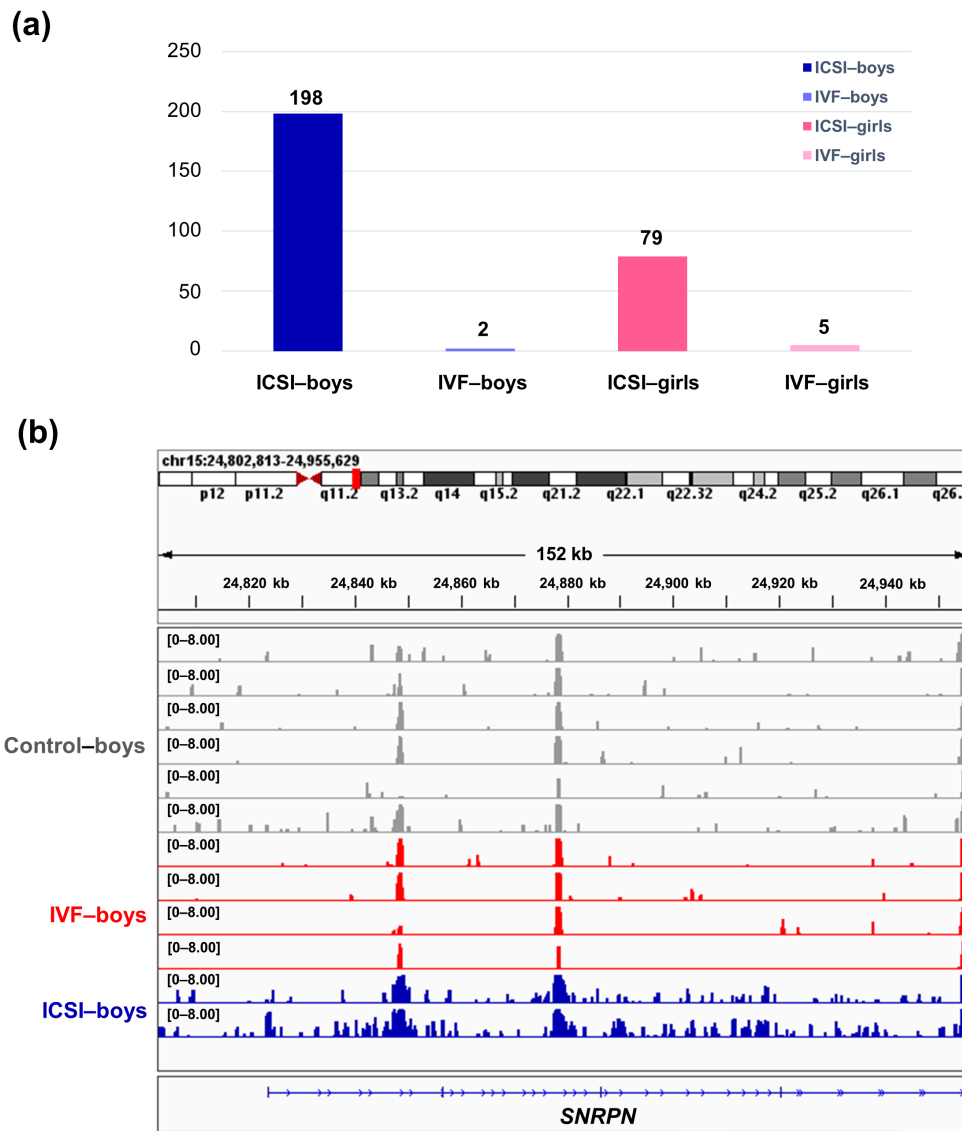 (a)
250
200
150
100
50
0
198
2
79
5
ICSI–boys
IVF–boys
ICSI–girls
IVF–girls
ICSI–boys
IVF–boys
ICSI–girls
IVF–girls
(b)
chr15:24,802,813-24,955,629
p12 p11.2 q11.2 q13.2 q14 q15.2 q21.2 q22.1 q22.32 q24.2 q25.2 q26.1 q26.
152 kb
24,820 kb 24,840 kb 24,860 kb 24,880 kb 24,900 kb 24,920 kb 24,940 kb
[0–8.00]
[0–8.00]
[0–8.00]
Control–boys
[0–8.00]
[0–8.00]
[0–8.00]
[0–8.00]
[0–8.00]
IVF–boys
[0–8.00]
[0–8.00]
[0–8.00]
ICSI–boys
[0–8.00]
SNRPN